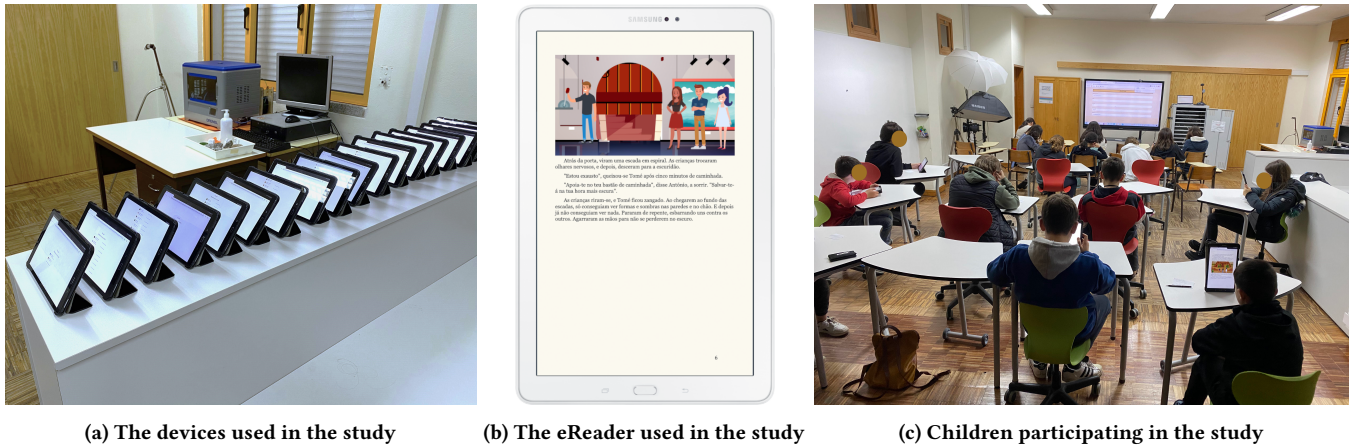 SAMSUNG
Atrás da porta, viram uma escada em espiral. As crianças trocaram
olhares nervosos, e depois, desceram para a escuridão.
"Estou exausto", queixou-se Tomé após cinco minutos de caminhada.
"Apoia-te no teu bastão de caminhada", disse António, a sorrir. "Salvar-te-
á na tua hora mais escura".
As crianças riram-se, e Tomé ficou zangado. Ao chegarem ao fundo das
escadas, só conseguiam ver formas e sombras nas paredes e no chão. E depois
já não conseguiam ver nada. Pararam de repente, esbarrando uns contra os
outros. Agarraram as mãos para não se perderem no escuro.
6
(a) The devices used in the study
(b) The eReader used in the study
(c) Children participating in the study